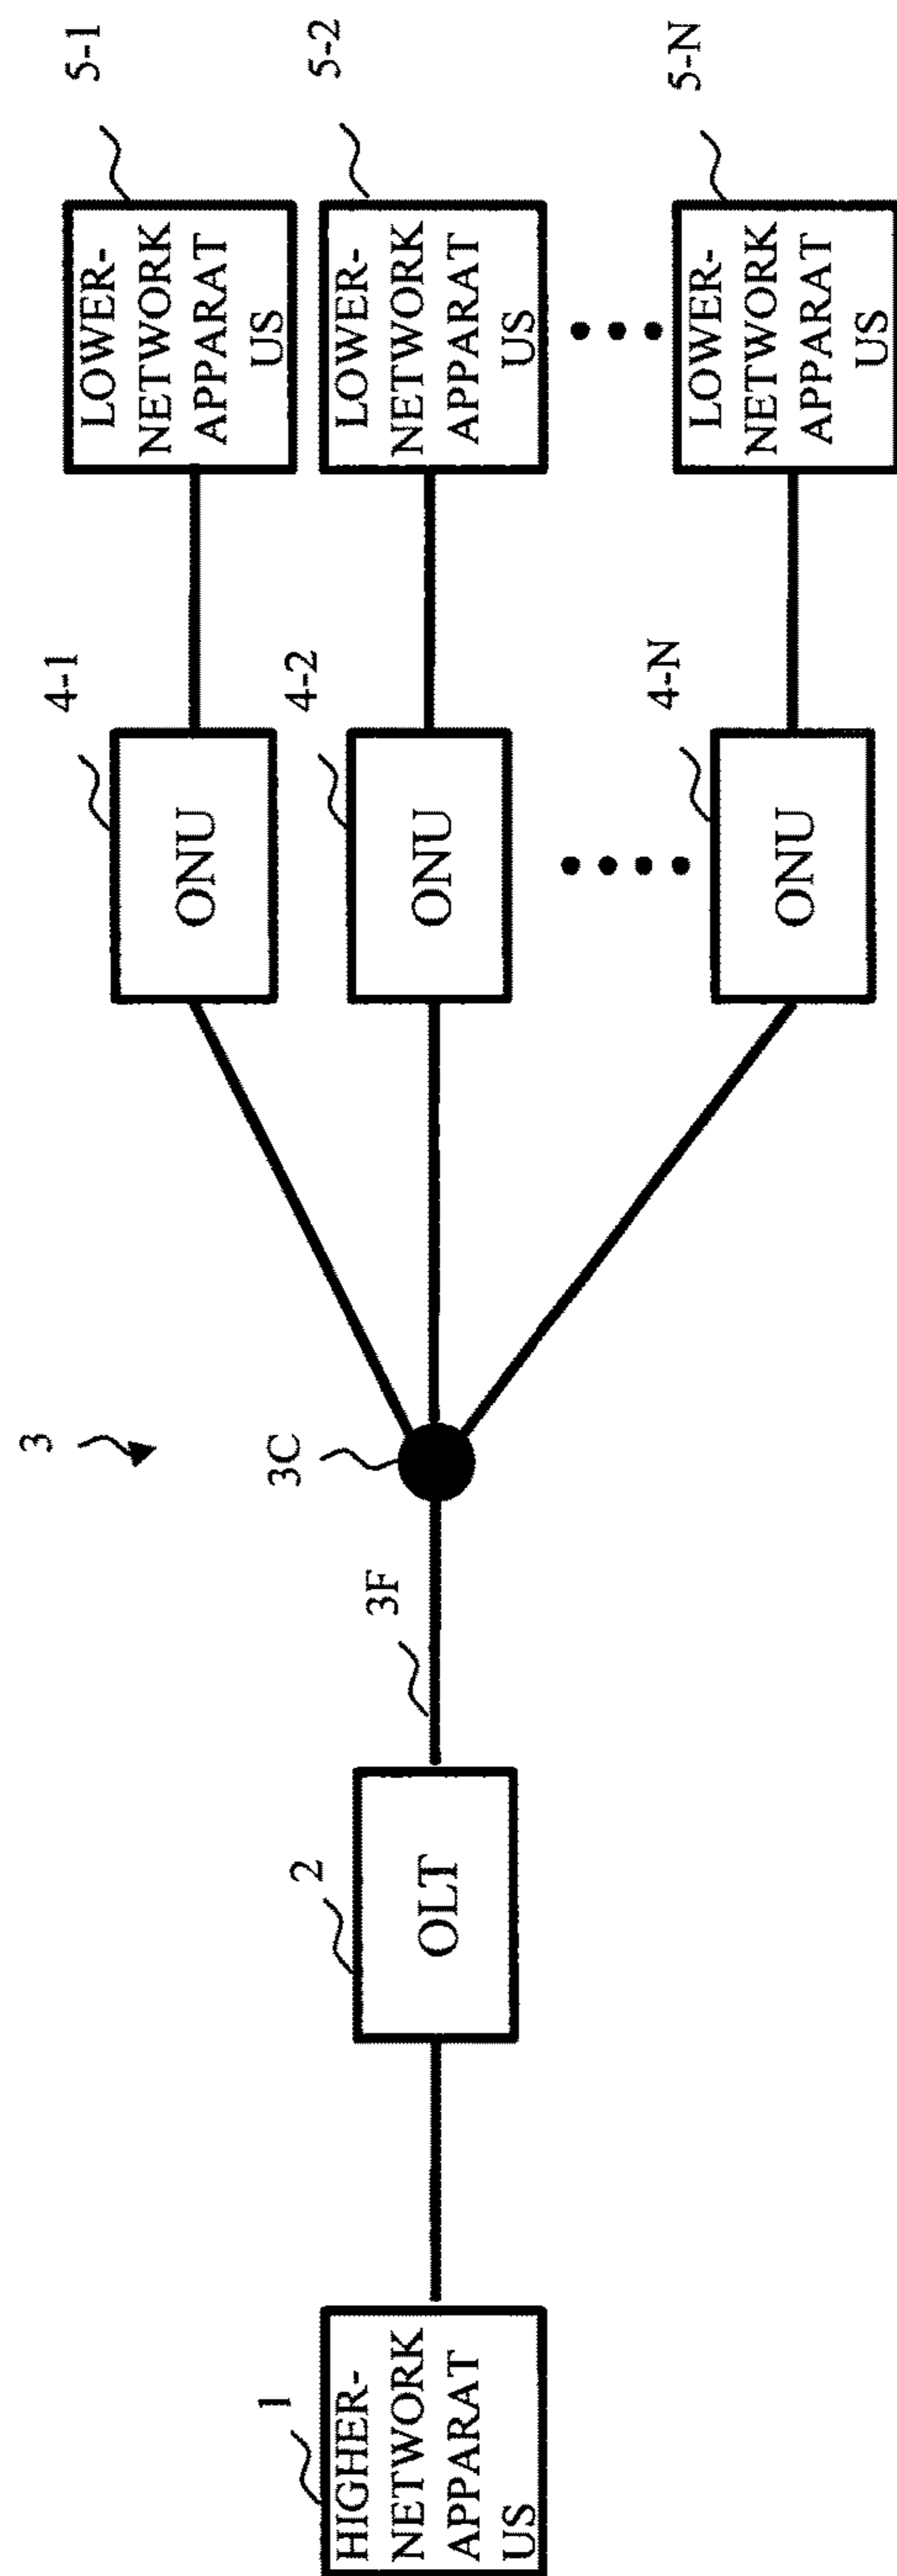 1
HIGHER-
NETWORK
APPARAT
US
2
OLT
3
3F
3C
4-1
ONU
4-2
ONU
4-N
ONU
5-1
LOWER-
NETWORK
APPARAT
US
5-2
LOWER-
NETWORK
APPARAT
US
5-N
LOWER-
NETWORK
APPARAT
US